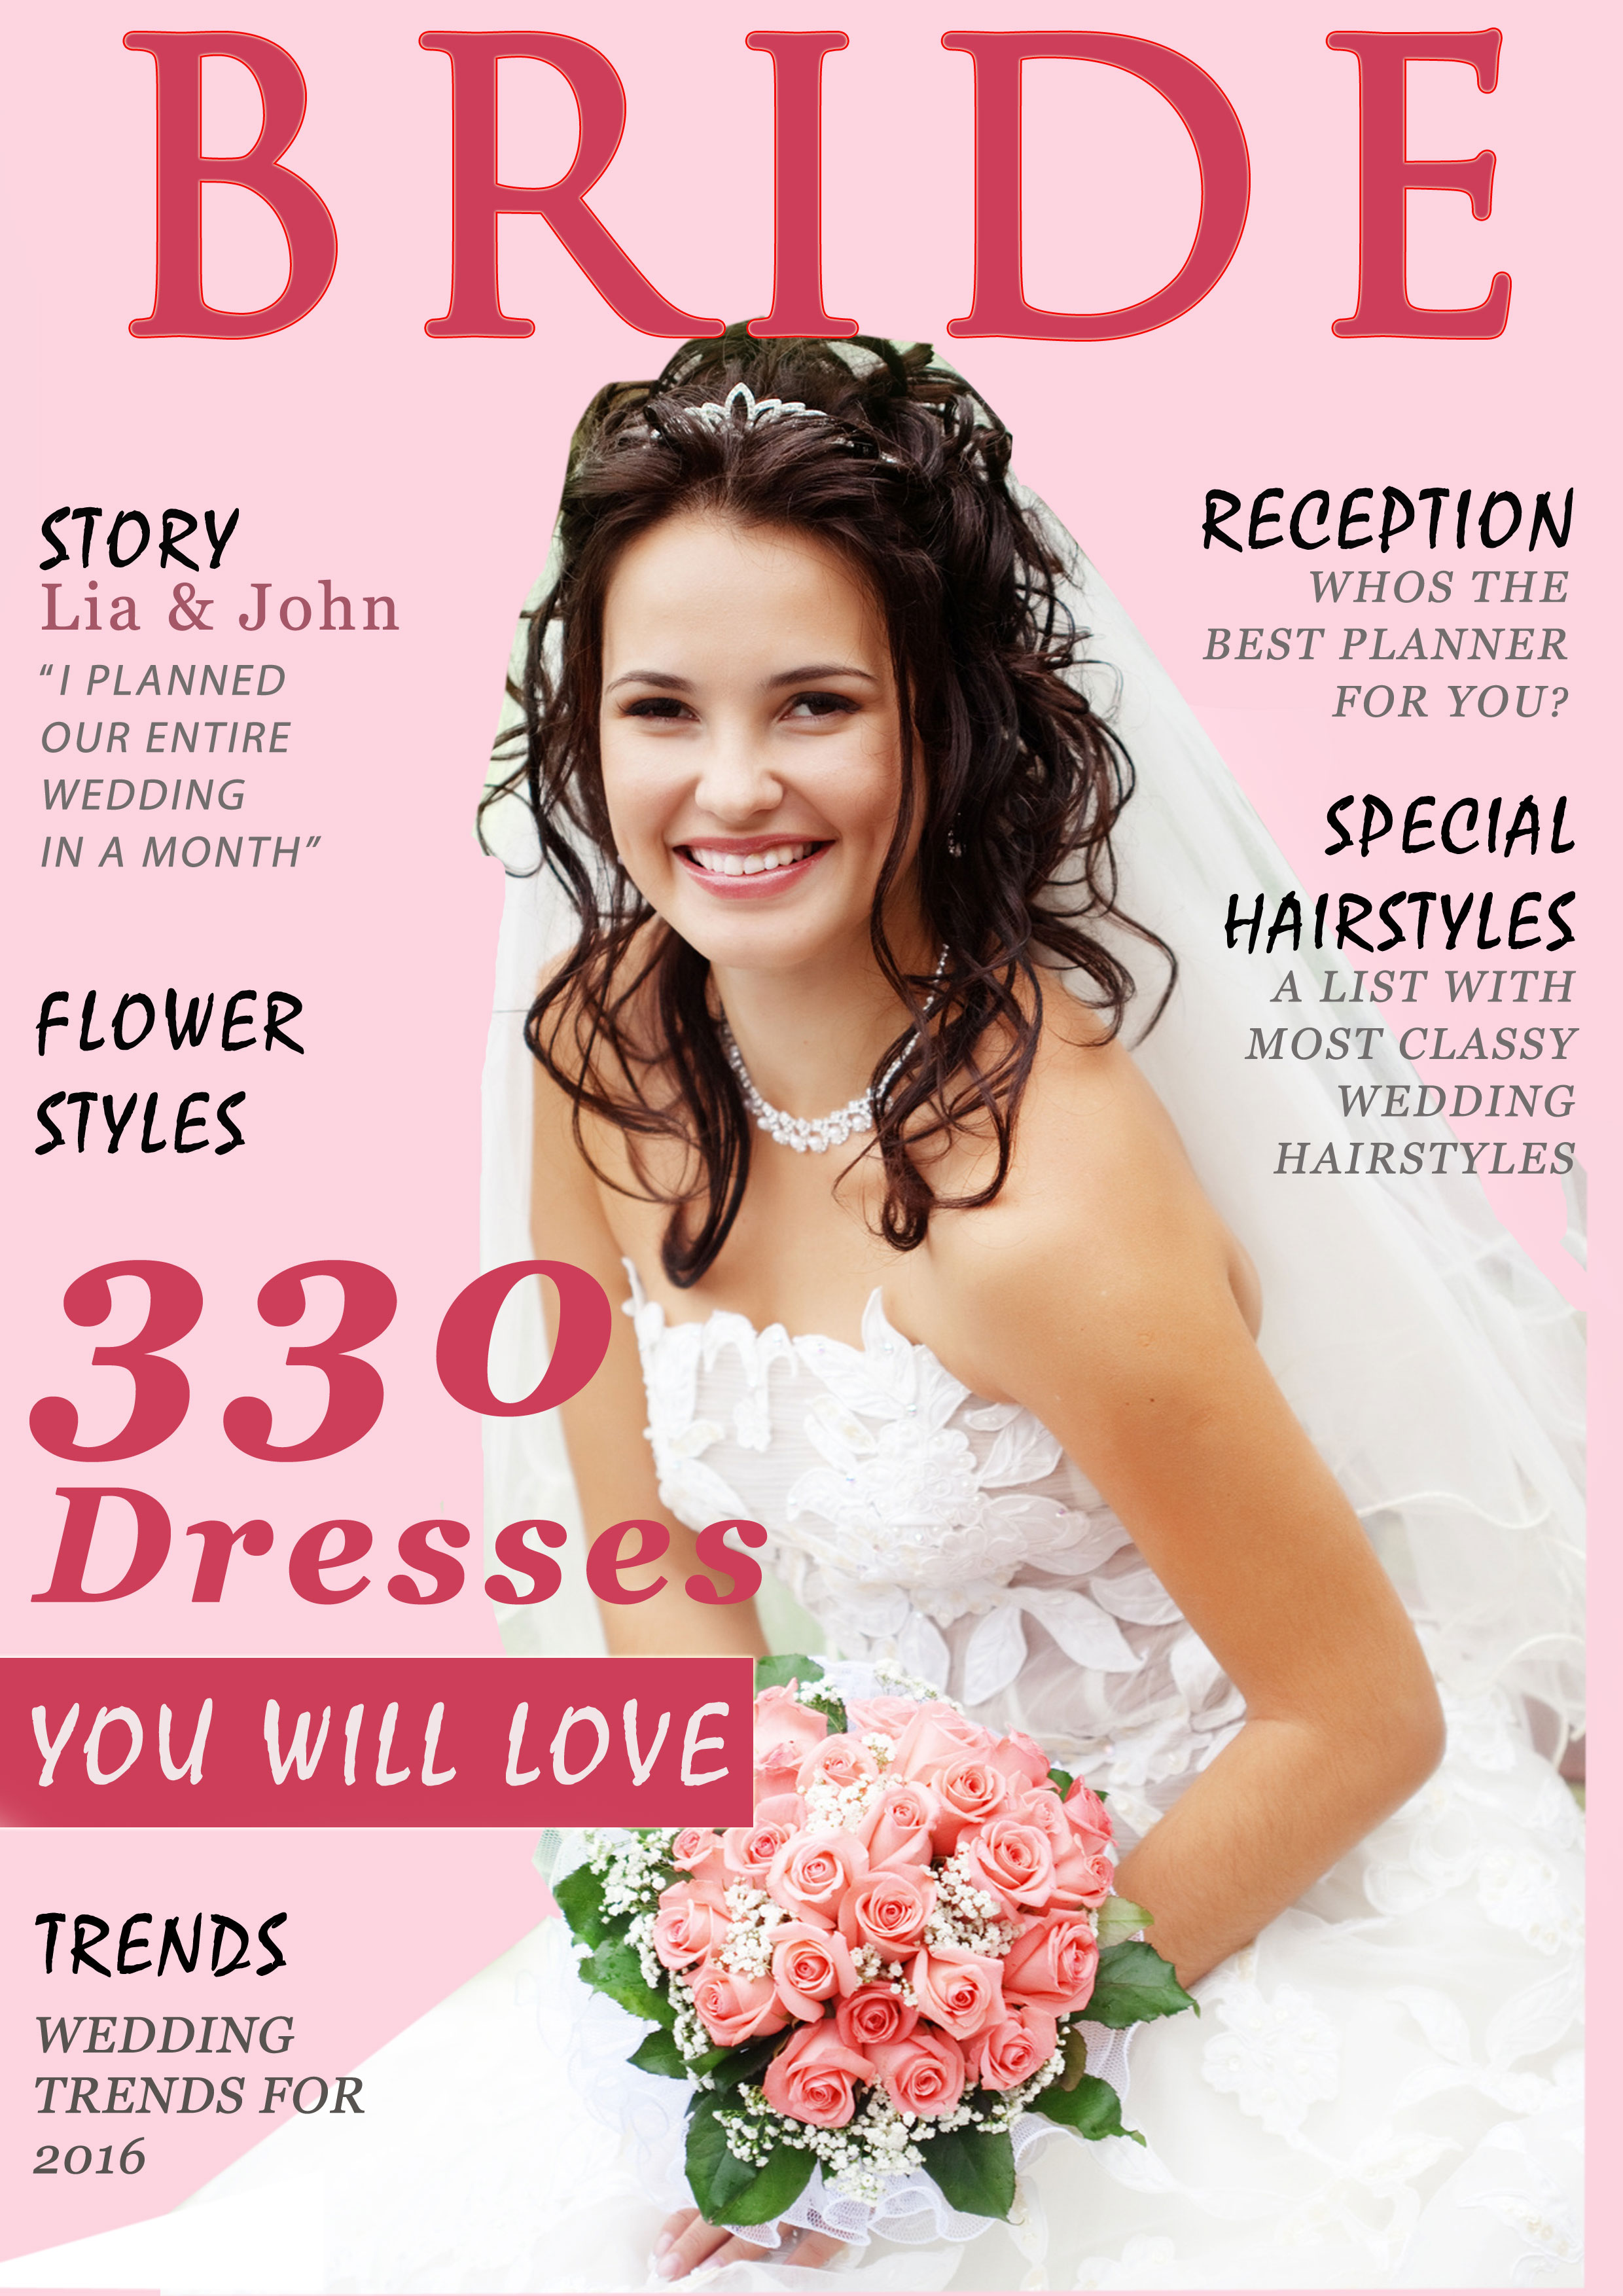 BRIDE
STORY
Lia & John
“I PLANNED
OUR ENTIRE
WEDDING
IN A MONTH”
FLOWER
STYLES
330
Dresses
YOU WILL LOVE
TRENDS
WEDDING
TRENDS FOR
2016
RECEPTION
WHOS THE
BEST PLANNER
FOR YOU?
SPECIAL
HAIRSTYLES
A LIST WITH
MOST CLASSY
WEDDING
HAIRSTYLES